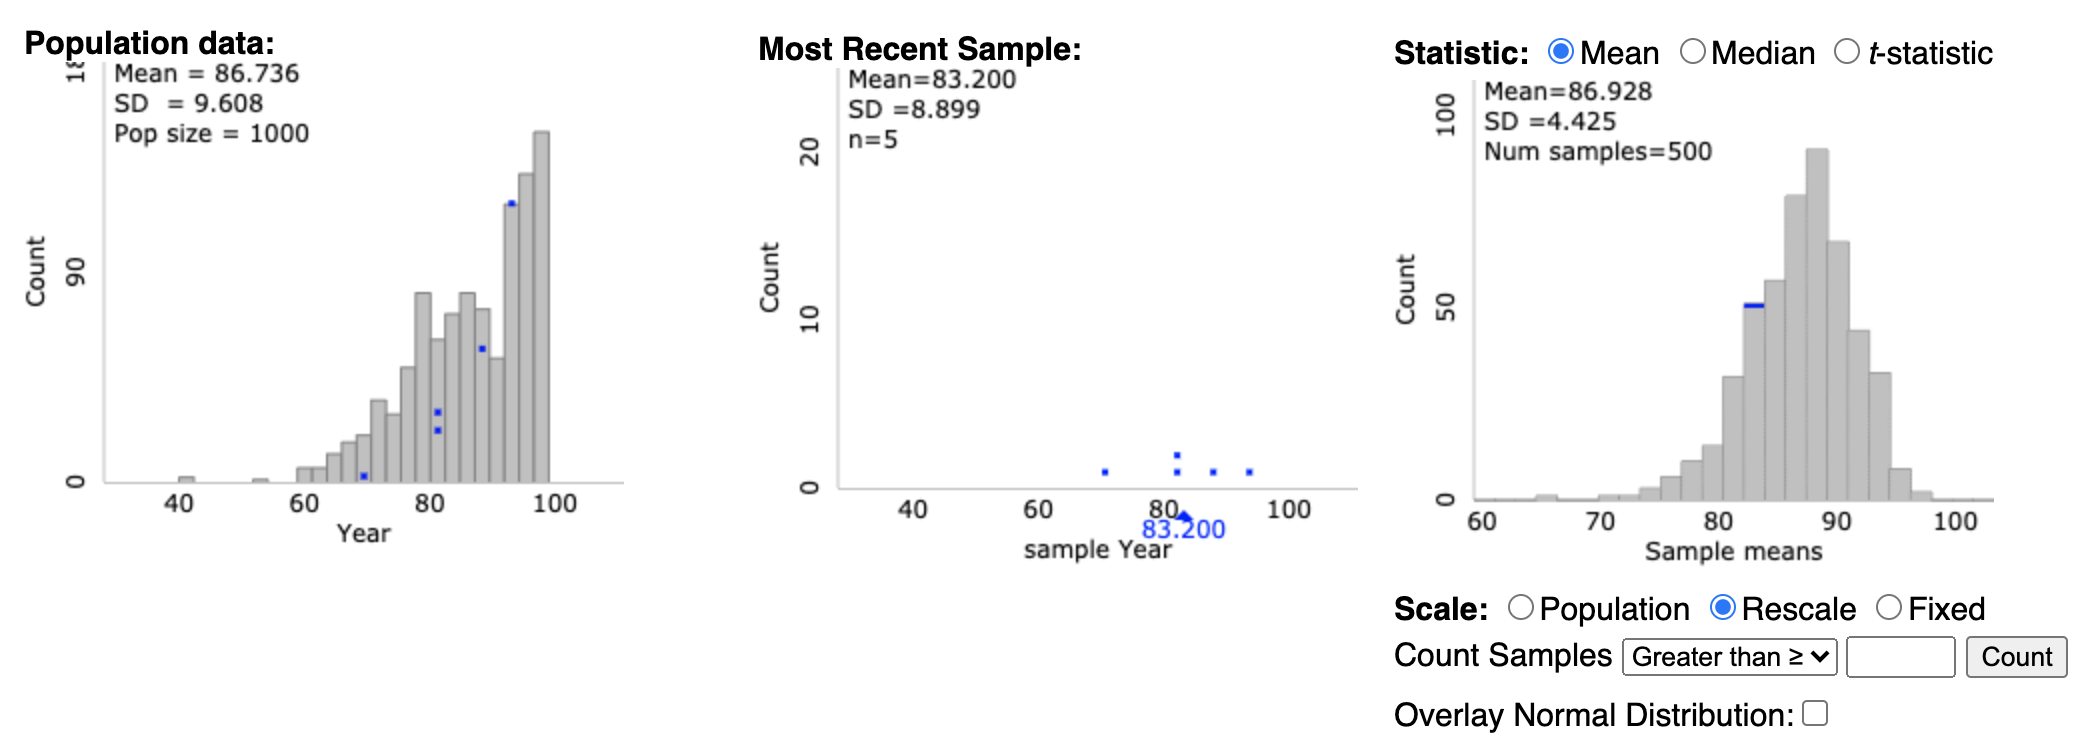 Population data:
Mean = 86.736
SD = 9.608
Pop size = 1000
Count
90
0
40 60 80 100
Year
Most Recent Sample:
Mean=83.200
SD =8.899
n=5
Count
20
10
0
40 60 80 100
83.200
sample Year
Statistic: Mean Median t-statistic
Mean=86.928
SD =4.425
Num samples=500
Count
100
50
0
60 70 80 90 100
Sample means
Scale: Population Rescale Fixed
Count Samples Greater than ≥ Count
Overlay Normal Distribution: